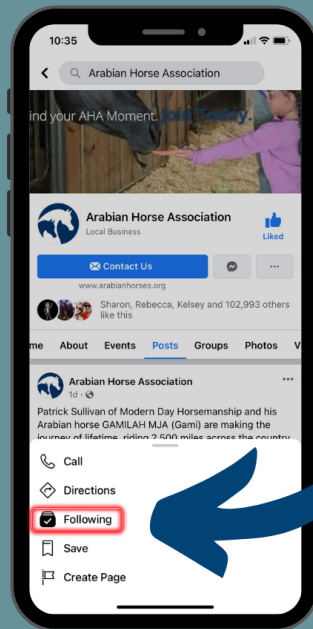 10:35
Arabian Horse Association
ind your AHA Moment. Join Today.
Arabian Horse Association
Local Business
Liked
Contact Us
www.arabianhorses.org
Sharon, Rebecca, Kelsey and 102,993 others
like this
me About Events Posts Groups Photos V
Arabian Horse Association
1d
Patrick Sullivan of Modern Day Horsemanship and his
Arabian horse GAMILAH MJA (Gami) are making the
journey of lifetime, riding 2,500 miles across the country
Call
Directions
Following
Save
Create Page